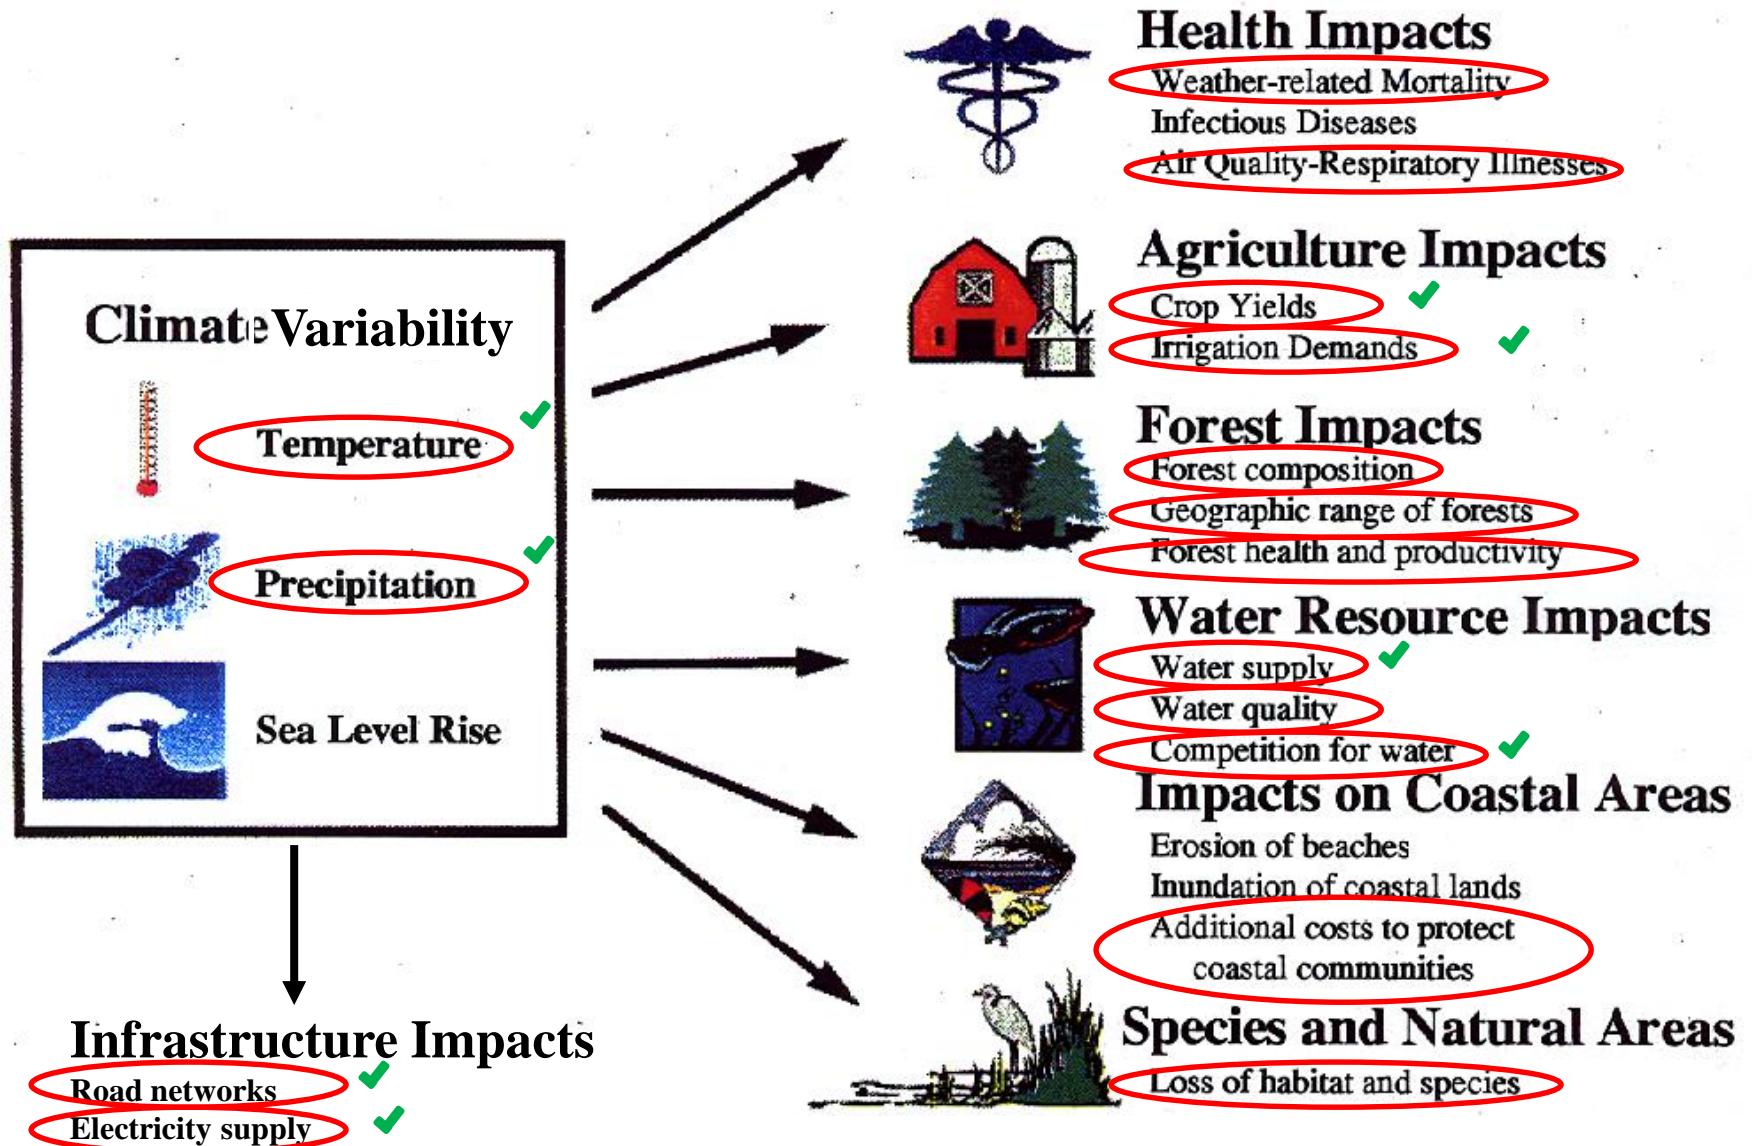 Climate Variability
Temperature
Precipitation
Sea Level Rise
Infrastructure Impacts
Road networks
Electricity supply
Health Impacts
Weather-related Mortality
Infectious Diseases
Air Quality-Respiratory Illnesses
Agriculture Impacts
Crop Yields
Irrigation Demands
Forest Impacts
Forest composition
Geographic range of forests
Forest health and productivity
Water Resource Impacts
Water supply
Water quality
Competition for water
Impacts on Coastal Areas
Erosion of beaches
Inundation of coastal lands
Additional costs to protect
coastal communities
Species and Natural Areas
Loss of habitat and species